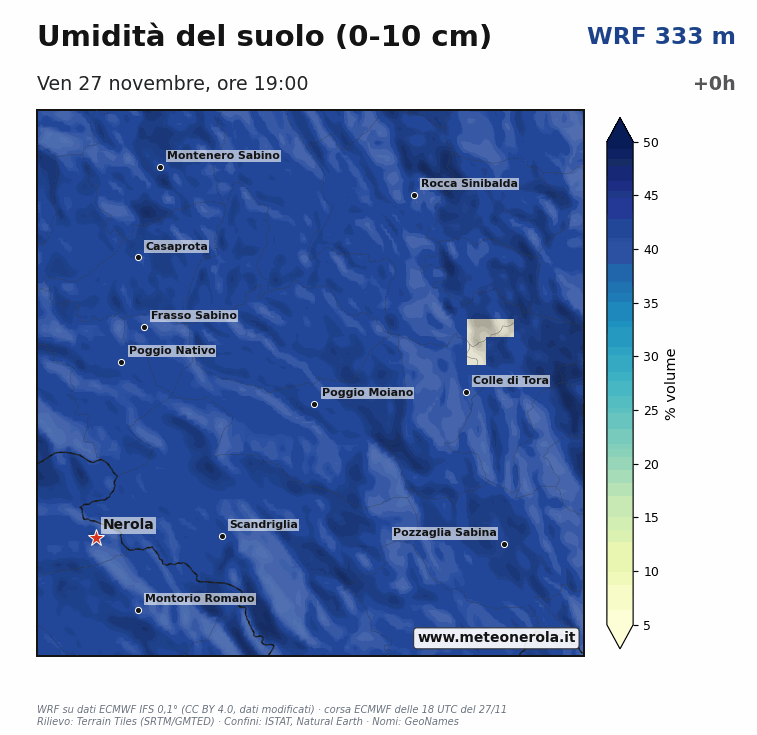 Umidità del suolo (0-10 cm)
WRF 333 m
Ven 27 novembre, ore 19:00
+0h
Montenero Sabino
Rocca Sinibalda
Casaprota
Frasso Sabino
Poggio Nativo
Colle di Tora
Poggio Moiano
Nerola
Scandriglia
Pozzaglia Sabina
Montorio Romano
www.meteonerola.it
50
45
40
35
30
25
20
15
10
5
% volume
WRF su dati ECMWF IFS 0,1° (CC BY 4.0, dati modificati) · corsa ECMWF delle 18 UTC del 27/11
Rilievo: Terrain Tiles (SRTM/GMTED) · Confini: ISTAT, Natural Earth · Nomi: GeoNames